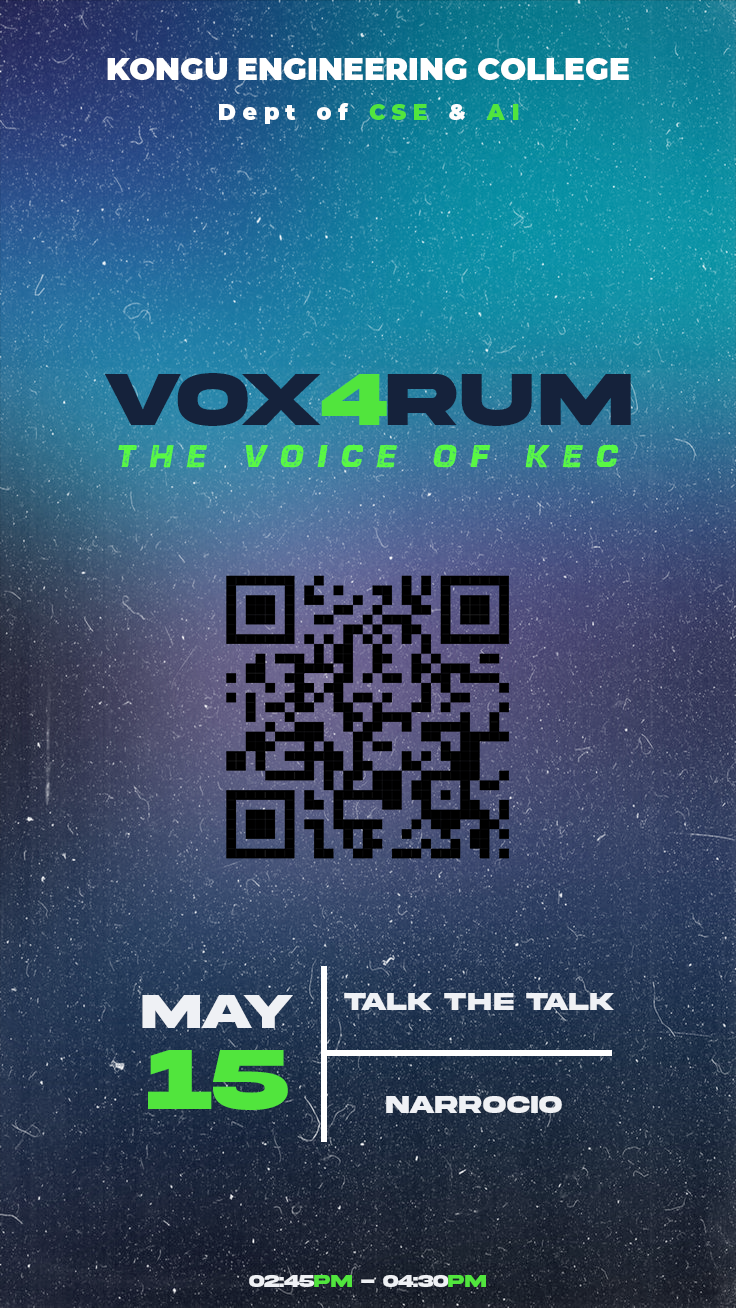 KONGU ENGINEERING COLLEGE
Dept of CSE & AI
VOX4RUM
THE VOICE OF KEC
MAY
15
TALK THE TALK
NARROCIO
02:45PM – 04:30PM